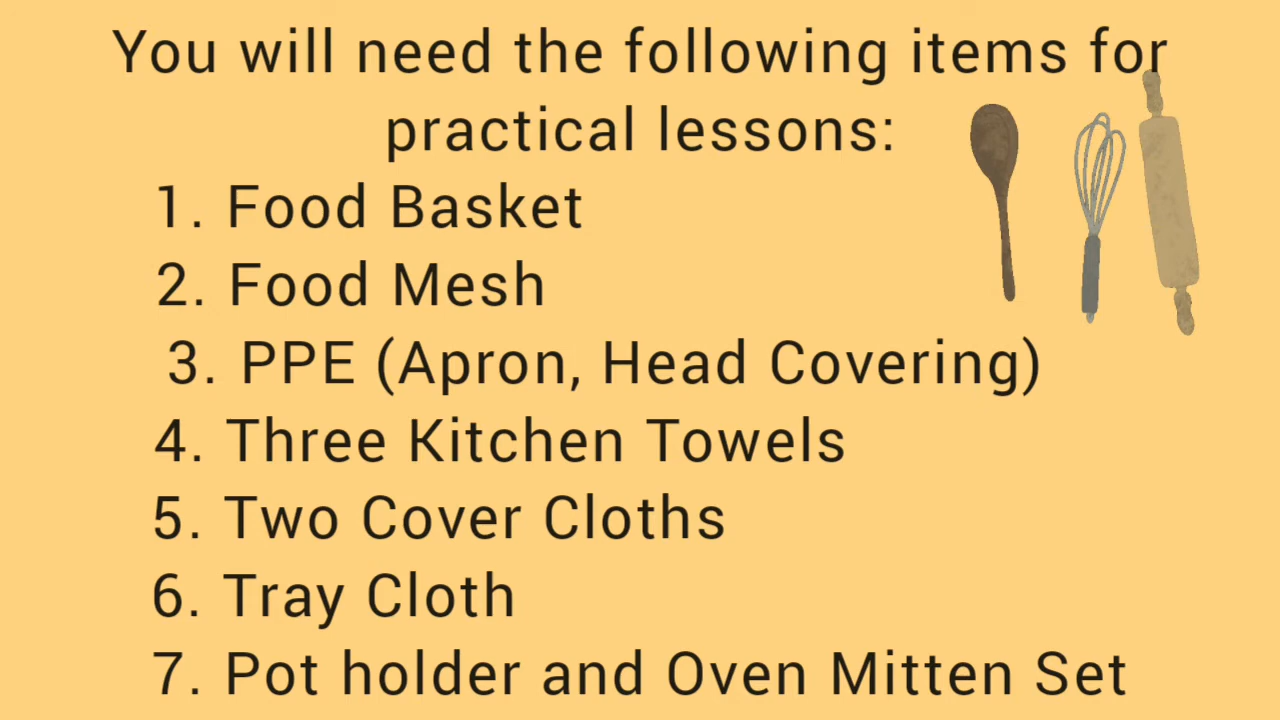 You will need the following items for
practical lessons:
1. Food Basket
2. Food Mesh
3. PPE (Apron, Head Covering)
4. Three Kitchen Towels
5. Two Cover Cloths
6. Tray Cloth
7. Pot holder and Oven Mitten Set